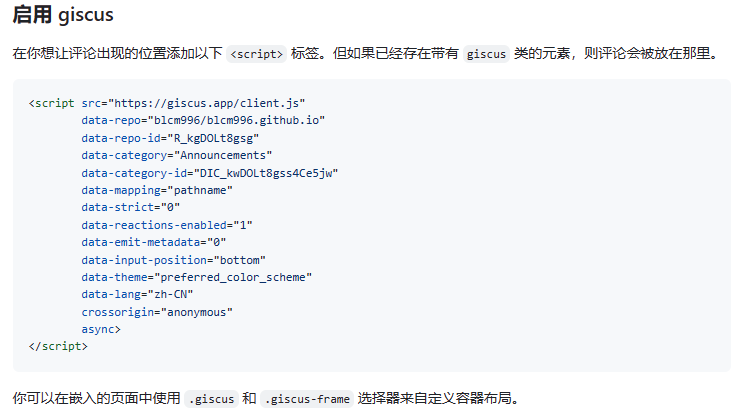 启用 giscus
在你想让评论出现的位置添加以下 <script> 标签。但如果已经存在带有 giscus 类的元素，则评论会被放在那里。
<script src="https://giscus.app/client.js"
data-repo="blcm996/blcm996.github.io"
data-repo-id="R_kgDOLt8gsg"
data-category="Announcements"
data-category-id="DIC_kwDOLt8gss4Ce5jw"
data-mapping="pathname"
data-strict="0"
data-reactions-enabled="1"
data-emit-metadata="0"
data-input-position="bottom"
data-theme="preferred_color_scheme"
data-lang="zh-CN"
crossorigin="anonymous"
async>
</script>
你可以在嵌入的页面中使用 .giscus 和 .giscus-frame 选择器来自定义容器布局。